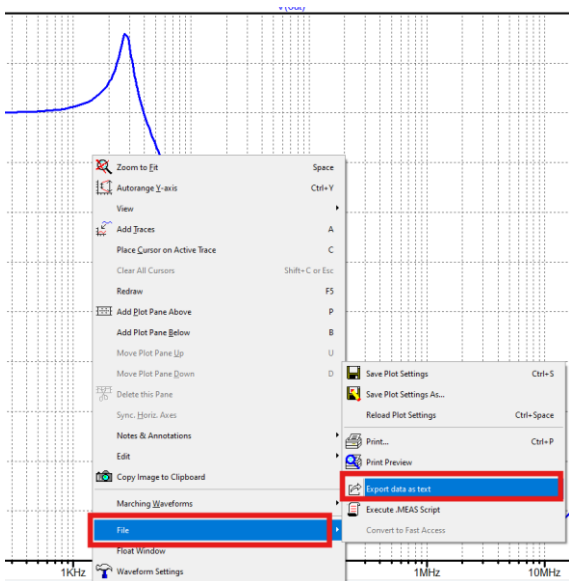 V(out)
Zoom to Fit Space
Autorange Y-axis Ctrl+Y
View
Add Traces A
Place Cursor on Active Trace C
Clear All Cursors Shift+C or Esc
Redraw F5
Add Plot Pane Above P
Add Plot Pane Below B
Move Plot Pane Up U
Move Plot Pane Down D
Delete this Pane
Sync. Horiz. Axes
Notes & Annotations
Edit
Copy Image to Clipboard
Marching Waveforms
File
Float Window
Waveform Settings
Save Plot Settings Ctrl+S
Save Plot Settings As...
Reload Plot Settings Ctrl+Space
Print... Ctrl+P
Print Preview
Export data as text
Execute .MEAS Script
Convert to Fast Access
1KHz 1MHz 10MHz